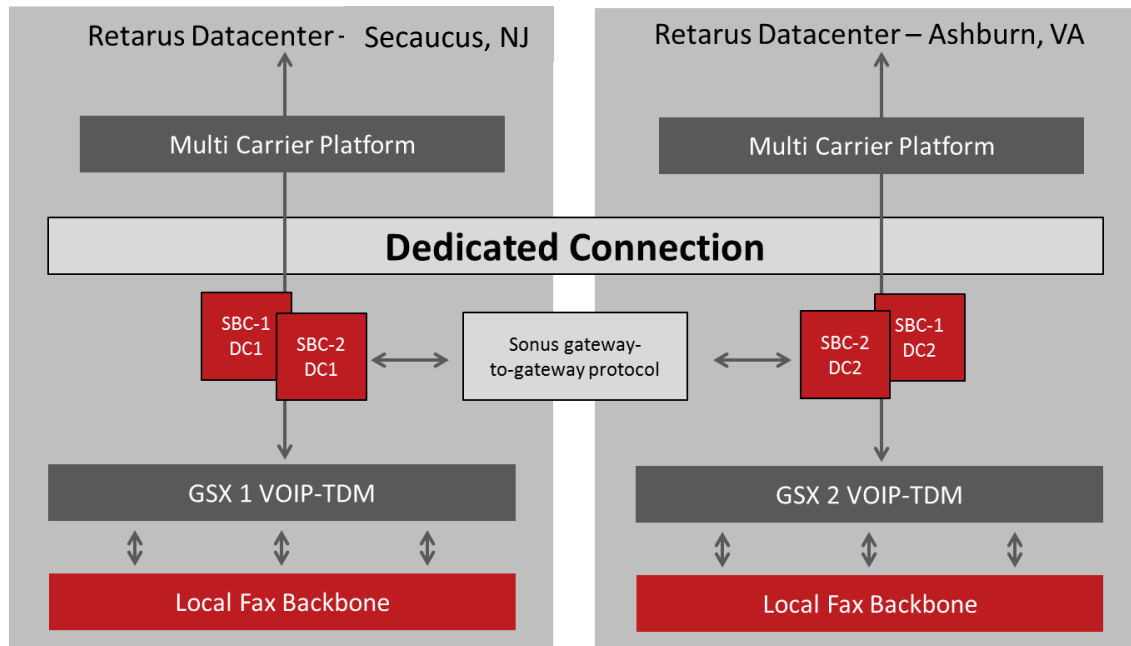 Retarus Datacenter- Secaucus, NJ
Retarus Datacenter – Ashburn, VA
Multi Carrier Platform
Multi Carrier Platform
Dedicated Connection
SBC-1
DC1
SBC-2
DC1
Sonus gateway-
to-gateway protocol
SBC-2
DC2
SBC-1
DC2
GSX 1 VOIP-TDM
GSX 2 VOIP-TDM
Local Fax Backbone
Local Fax Backbone